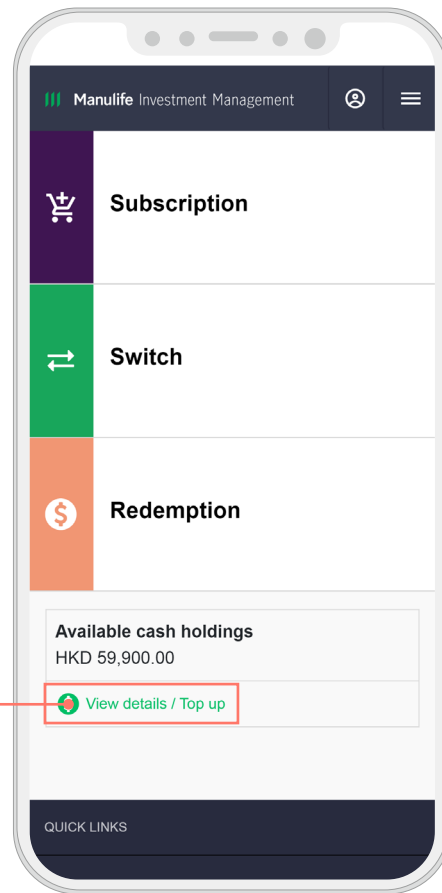 Manulife Investment Management
Subscription
Switch
Redemption
Available cash holdings
HKD 59,900.00
View details / Top up
QUICK LINKS